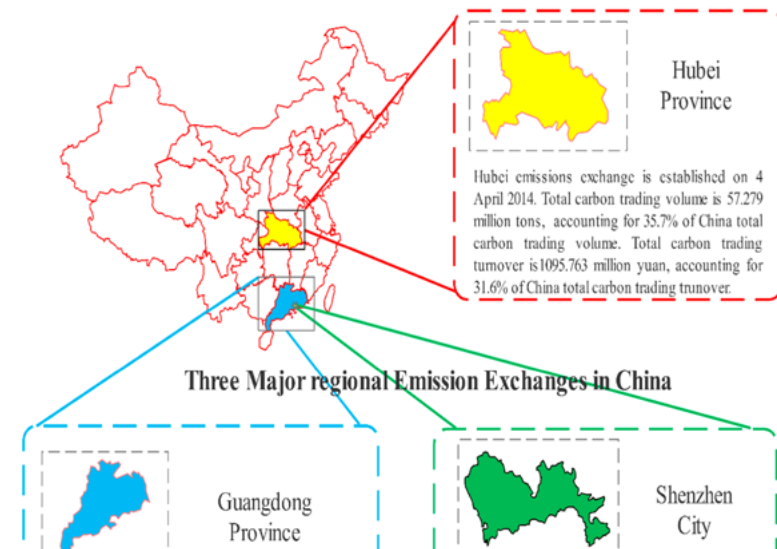 Hubei
Province
Hubei emissions exchange is established on 4
April 2014. Total carbon trading volume is 57.279
million tons, accounting for 35.7% of China total
carbon trading volume. Total carbon trading
turnover is1095.763 million yuan, accounting for
31.6% of China total carbon trading trunover.
Three Major regional Emission Exchanges in China
Guangdong
Province
Shenzhen
City